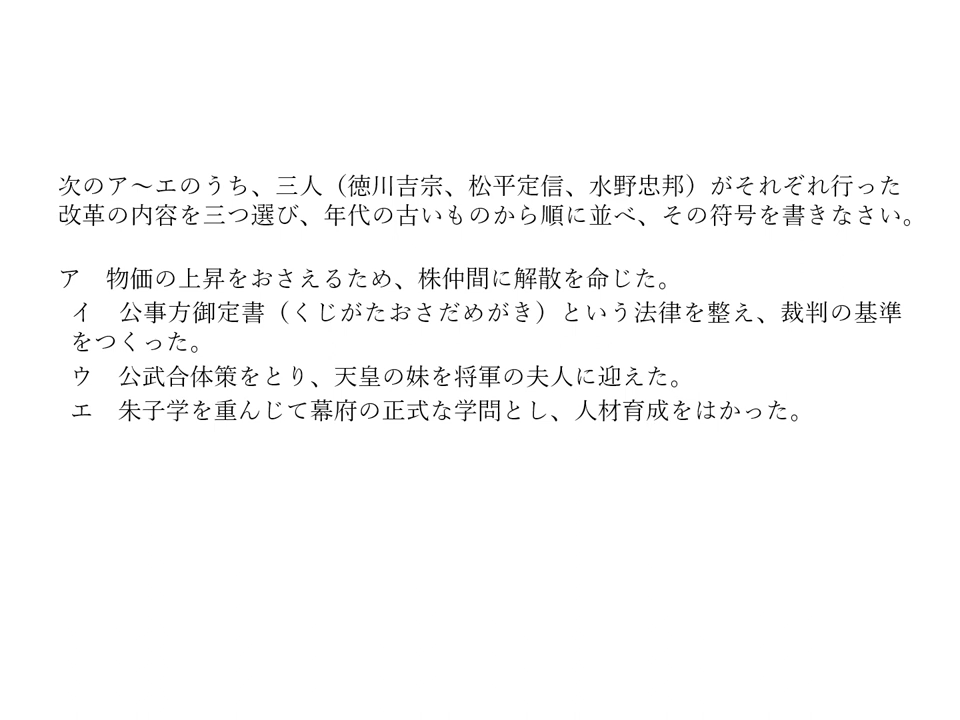 次のア～エのうち、三人（徳川吉宗、松平定信、水野忠邦）がそれぞれ行った
改革の内容を三つ選び、年代の古いものから順に並べ、その符号を書きなさい。
ア　物価の上昇をおさえるため、株仲間に解散を命じた。
イ　公事方御定書（くじがたおさだめがき）という法律を整え、裁判の基準
をつくった。
ウ　公武合体策をとり、天皇の妹を将軍の夫人に迎えた。
エ　朱子学を重んじて幕府の正式な学問とし、人材育成をはかった。